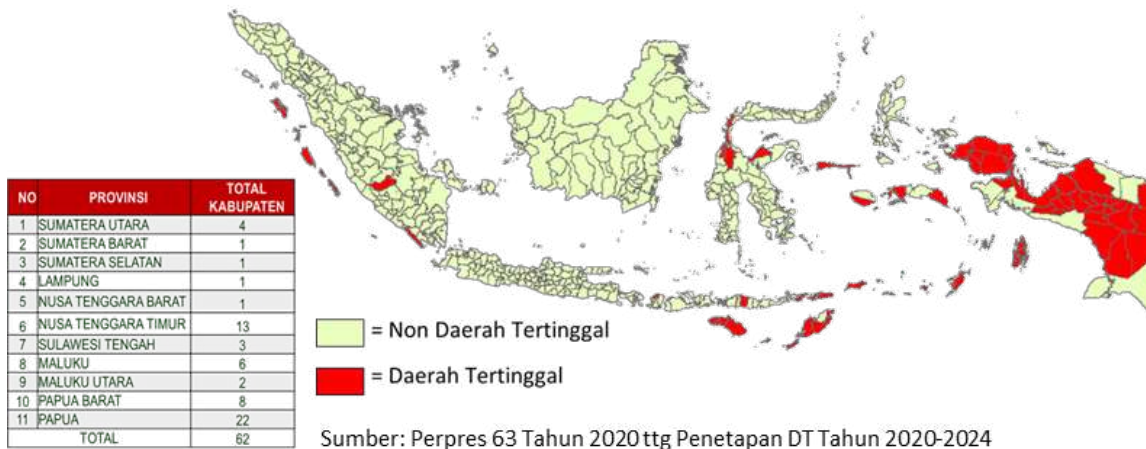 NO PROVINSI TOTAL KABUPATEN
1 SUMATERA UTARA 4
2 SUMATERA BARAT 1
3 SUMATERA SELATAN 1
4 LAMPUNG 1
5 NUSA TENGGARA BARAT 1
6 NUSA TENGGARA TIMUR 13
7 SULAWESI TENGAH 3
8 MALUKU 6
9 MALUKU UTARA 2
10 PAPUA BARAT 8
11 PAPUA 22
TOTAL 62
= Non Daerah Tertinggal
= Daerah Tertinggal
Sumber: Perpres 63 Tahun 2020 ttg Penetapan DT Tahun 2020-2024